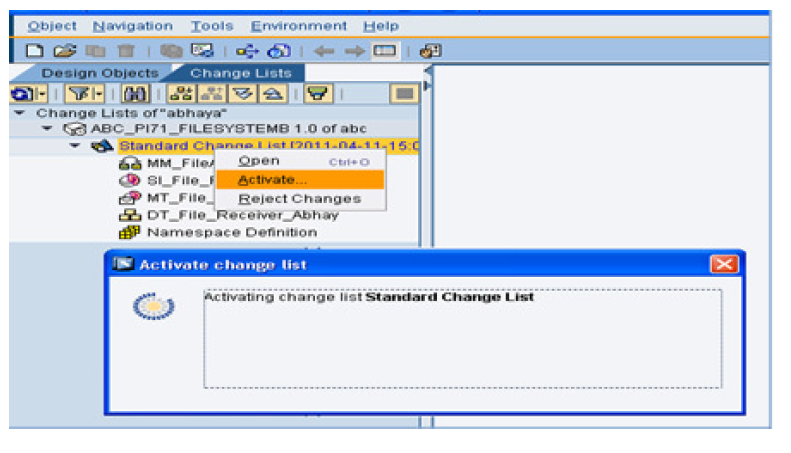 Object Navigation Tools Environment Help
Design Objects Change Lists
Change Lists of "abhaya"
ABC_PI71_FILESYSTEMB 1.0 of abc
Standard Change List [2011-04-11-15:0
MM_File
Open Ctrl+O
SI_File_
Activate...
MT_File_
Reject Changes
DT_File_Receiver_Abhay
Namespace Definition
Activate change list
Activating change list Standard Change List